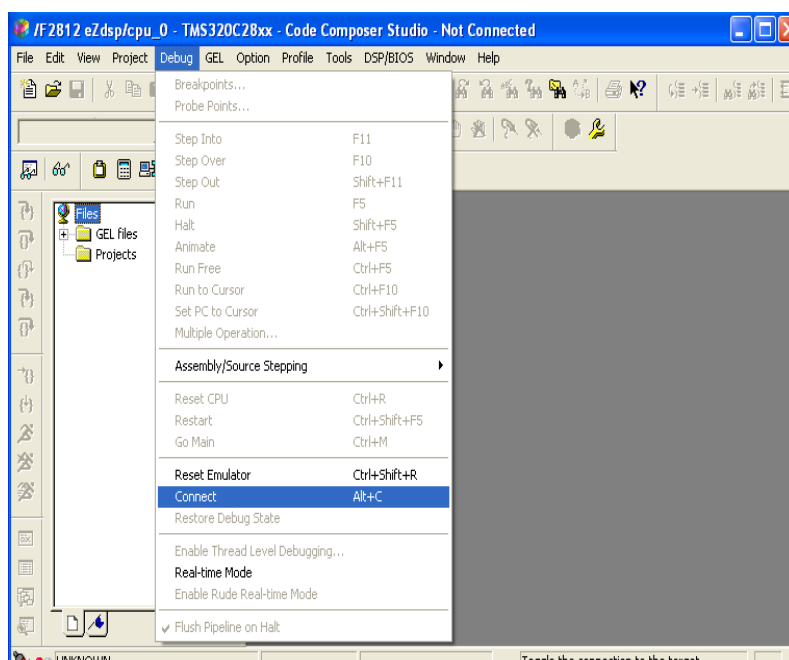 /F2812 eZdsp/cpu_0 - TMS320C28xx - Code Composer Studio - Not Connected
File Edit View Project Debug GEL Option Profile Tools DSP/BIOS Window Help
Breakpoints...
Probe Points...
Step Into F11
Step Over F10
Step Out Shift+F11
Run F5
Halt Shift+F5
Animate Alt+F5
Run Free Ctrl+F5
Run to Cursor Ctrl+F10
Set PC to Cursor Ctrl+Shift+F10
Multiple Operation...
Assembly/Source Stepping
Reset CPU Ctrl+R
Restart Ctrl+Shift+F5
Go Main Ctrl+M
Reset Emulator Ctrl+Shift+R
Connect Alt+C
Restore Debug State
Enable Thread Level Debugging...
Real-time Mode
Enable Rude Real-time Mode
Flush Pipeline on Halt
Files
GEL files
Projects
UNKNOWN
Toggle the connection to the target